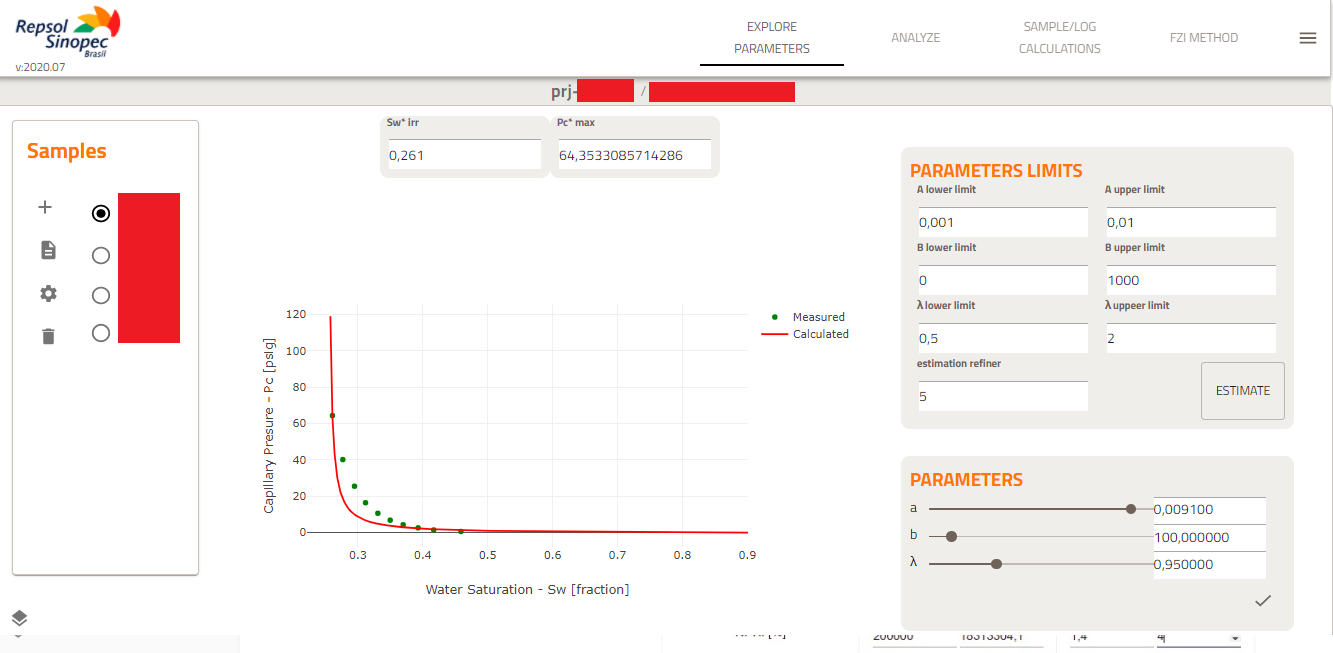 Repsol
Sinopec
Brasil
v:2020.07
EXPLORE
PARAMETERS
ANALYZE
SAMPLE/LOG
CALCULATIONS
FZI METHOD
prj- /
Samples
Sw* irr
0,261
Pc* max
64,3533085714286
120
100
80
60
40
20
0
0.3 0.4 0.5 0.6 0.7 0.8 0.9
Capillary Presure - Pc [psig]
Water Saturation - Sw [fraction]
Measured
Calculated
PARAMETERS LIMITS
A lower limit
0,001
A upper limit
0,01
B lower limit
0
B upper limit
1000
λ lower limit
0,5
λ uppeer limit
2
estimation refiner
5
ESTIMATE
PARAMETERS
a 0,009100
b 100,000000
λ 0,950000
200000 18313304,1 1,4 4